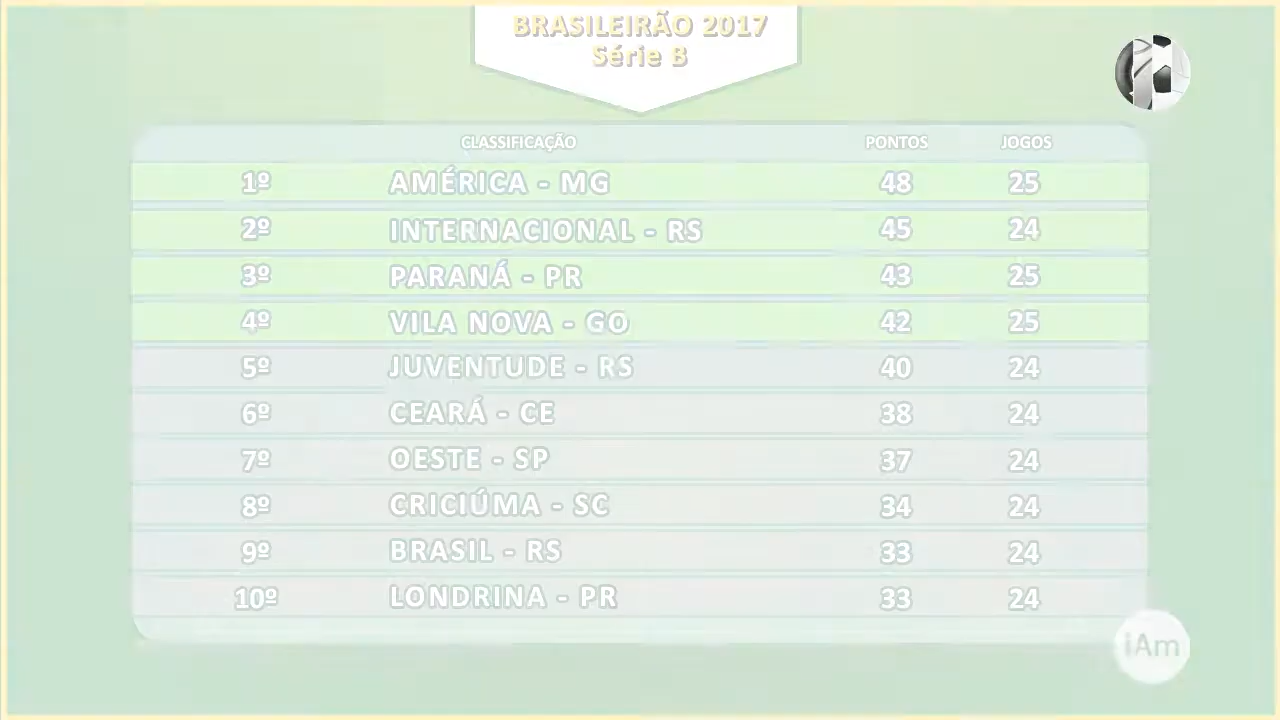 BRASILEIRÃO 2017
Série B
CLASSIFICAÇÃO PONTOS JOGOS
1º AMÉRICA - MG 48 25
2º INTERNACIONAL - RS 45 24
3º PARANÁ - PR 43 25
4º VILA NOVA - GO 42 25
5º JUVENTUDE - RS 40 24
6º CEARÁ - CE 38 24
7º OESTE - SP 37 24
8º CRICIÚMA - SC 34 24
9º BRASIL - RS 33 24
10º LONDRINA - PR 33 24
iAm